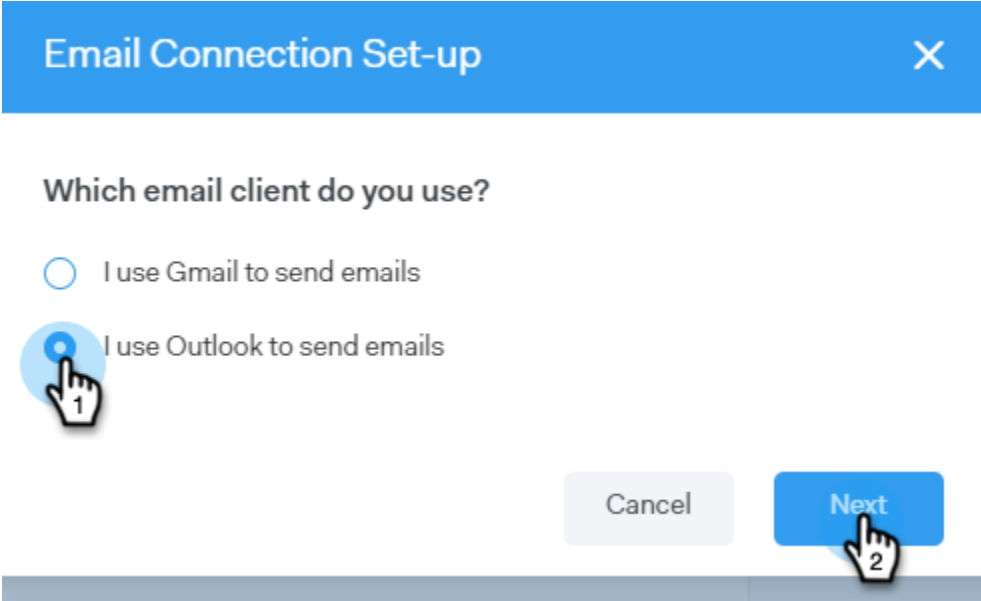 Email Connection Set-up
Which email client do you use?
I use Gmail to send emails
I use Outlook to send emails
1
Cancel
Next
2